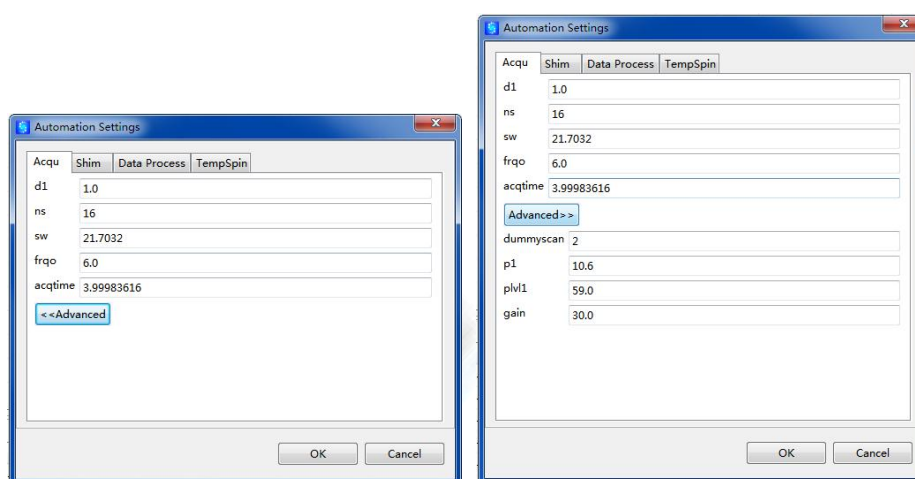 Automation Settings
Acqu Shim Data Process TempSpin
d1 1.0
ns 16
sw 21.7032
frqo 6.0
acqtime 3.99983616
<<Advanced
OK Cancel
Automation Settings
Acqu Shim Data Process TempSpin
d1 1.0
ns 16
sw 21.7032
frqo 6.0
acqtime 3.99983616
Advanced>>
dummyscan 2
p1 10.6
plvl1 59.0
gain 30.0
OK Cancel